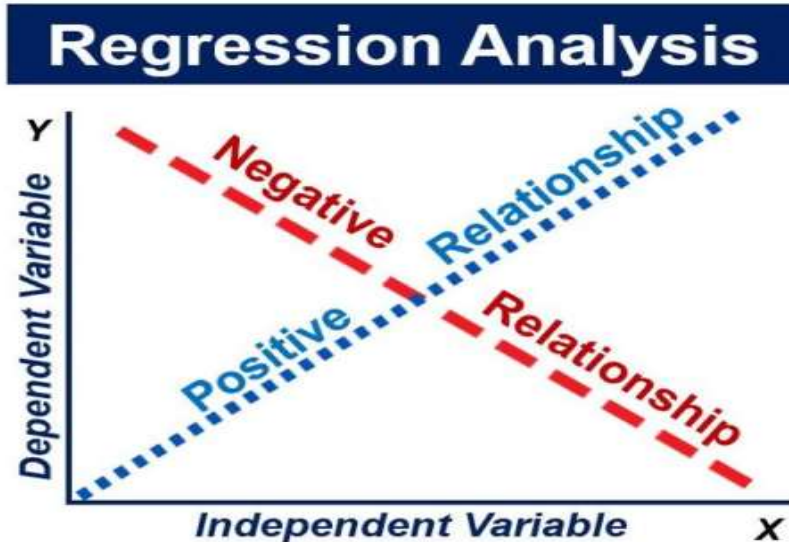 Regression Analysis
Y
Dependent Variable
Negative Relationship
Positive Relationship
Independent Variable
X